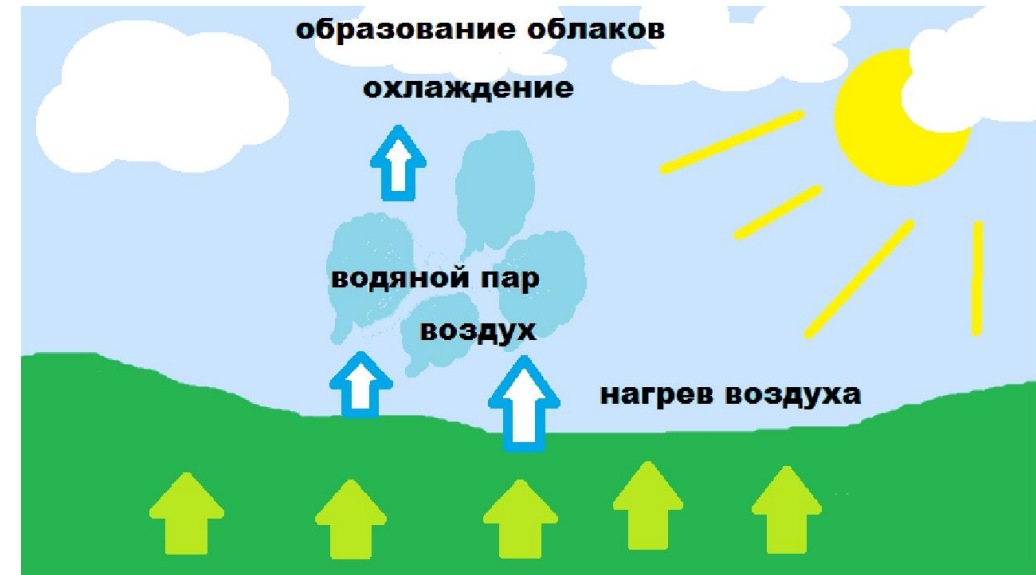 образование облаков
охлаждение
водяной пар
воздух
нагрев воздуха